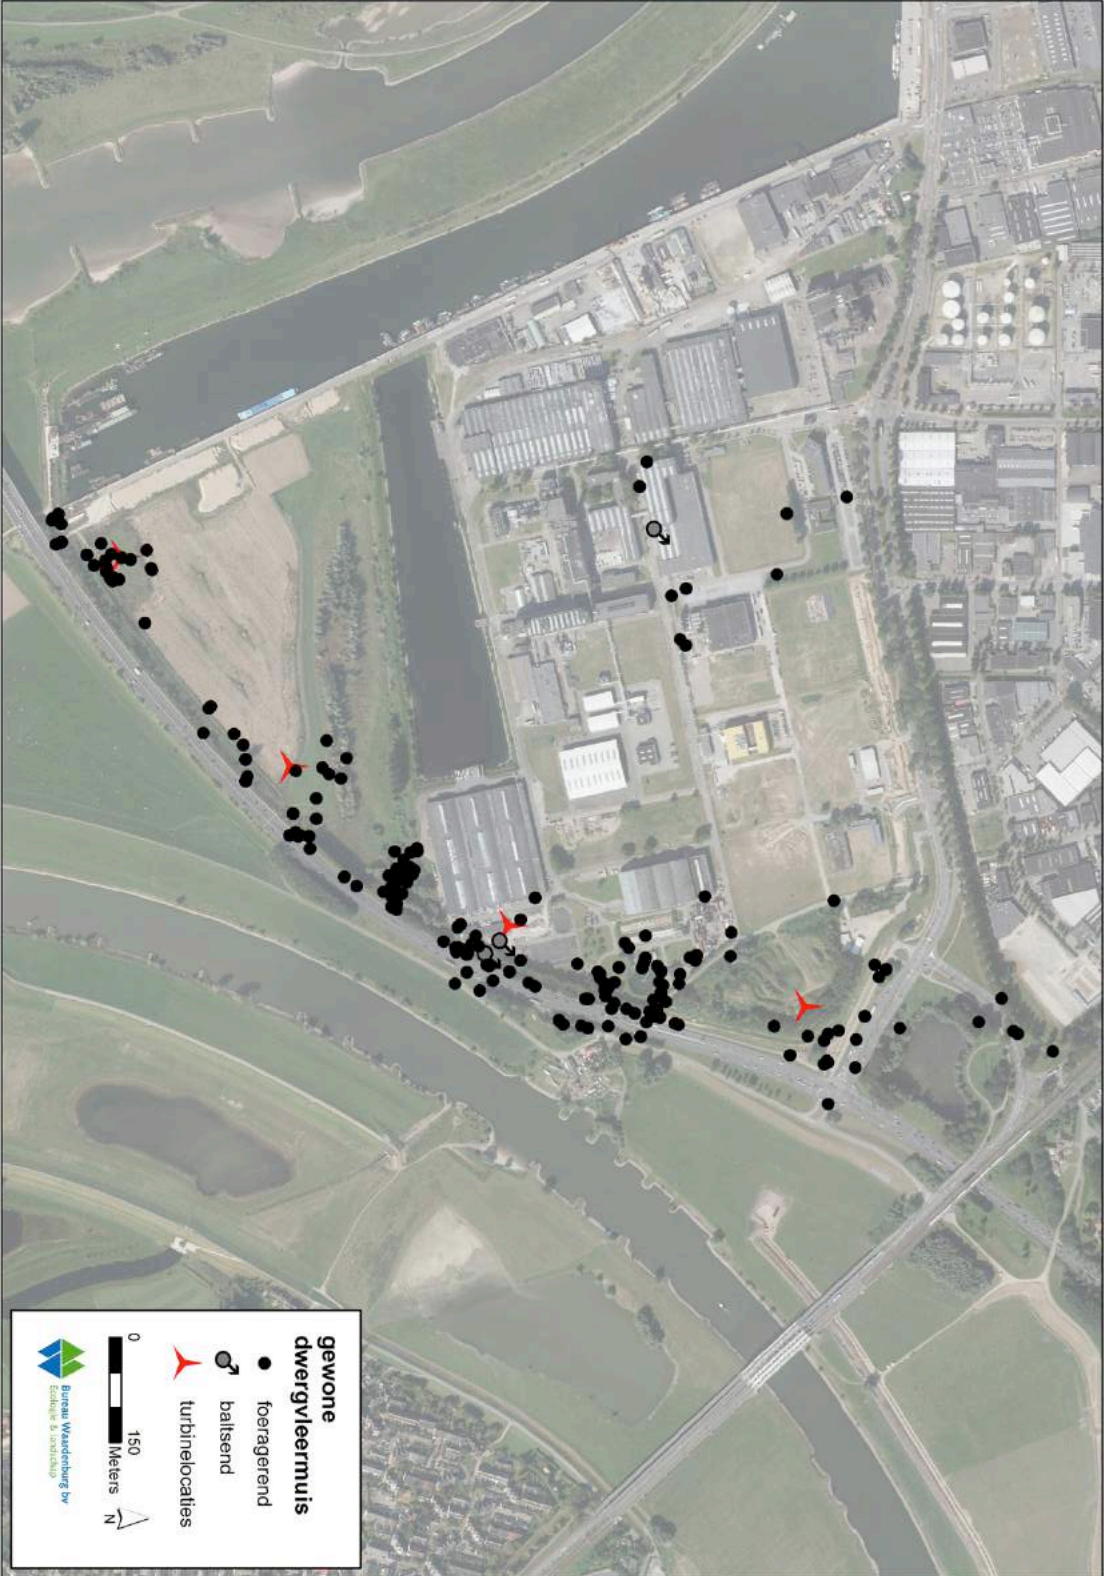 gewone
dwergvleermuis
foeragerend
baltsend
turbinelocaties
0 150
Meters
N
Bureau Waardenburg bv
Ecologie & landschap